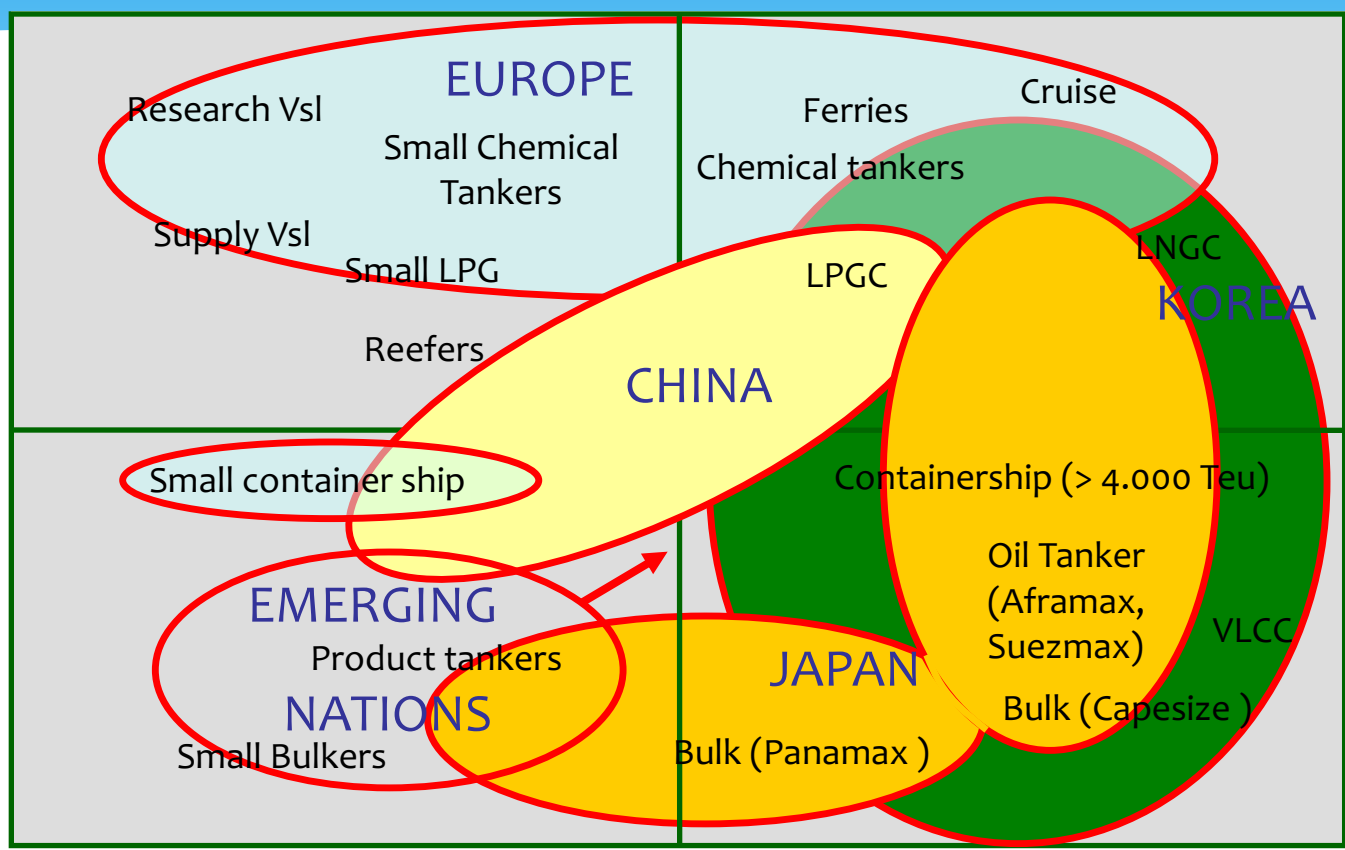 EUROPE
Research Vsl
Small Chemical
Tankers
Supply Vsl
Small LPG
Reefers
Ferries
Cruise
Chemical tankers
LPGC
LNGC
KOREA
CHINA
Small container ship
Containership (> 4.000 Teu)
Oil Tanker
(Aframax,
Suezmax)
VLCC
EMERGING
Product tankers
NATIONS
Small Bulkers
JAPAN
Bulk (Capesize )
Bulk (Panamax )